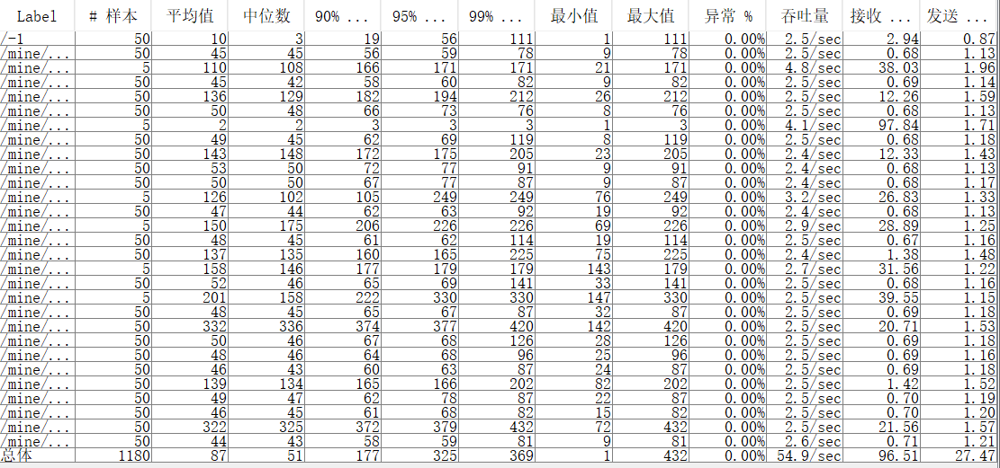 Label # 样本 平均值 中位数 90% ... 95% ... 99% ... 最小值 最大值 异常 % 吞吐量 接收 ... 发送 ...
/-1 50 10 3 19 56 111 1 111 0.00% 2.5/sec 2.94 0.87
/mine/... 50 45 45 56 59 78 9 78 0.00% 2.5/sec 0.68 1.13
/mine/... 5 110 108 166 171 171 21 171 0.00% 4.8/sec 38.03 1.96
/mine/... 50 45 42 58 60 82 9 82 0.00% 2.5/sec 0.69 1.14
/mine/... 50 136 129 182 194 212 26 212 0.00% 2.5/sec 12.26 1.59
/mine/... 50 50 48 66 73 76 8 76 0.00% 2.5/sec 0.68 1.13
/mine/... 5 2 2 3 3 3 1 3 0.00% 4.1/sec 97.84 1.71
/mine/... 50 49 45 62 69 119 8 119 0.00% 2.5/sec 0.68 1.18
/mine/... 50 143 148 172 175 205 23 205 0.00% 2.4/sec 12.33 1.43
/mine/... 50 53 50 72 77 91 9 91 0.00% 2.4/sec 0.68 1.13
/mine/... 50 50 50 67 77 87 9 87 0.00% 2.4/sec 0.68 1.17
/mine/... 5 126 102 105 249 249 76 249 0.00% 3.2/sec 26.83 1.33
/mine/... 50 47 44 62 63 92 19 92 0.00% 2.4/sec 0.68 1.13
/mine/... 5 150 175 206 226 226 69 226 0.00% 2.9/sec 28.89 1.25
/mine/... 50 48 45 61 62 114 19 114 0.00% 2.5/sec 0.67 1.16
/mine/... 50 137 135 160 165 225 75 225 0.00% 2.4/sec 1.38 1.48
/mine/... 5 158 146 177 179 179 143 179 0.00% 2.7/sec 31.56 1.22
/mine/... 50 52 46 65 69 141 33 141 0.00% 2.5/sec 0.68 1.16
/mine/... 5 201 158 222 330 330 147 330 0.00% 2.5/sec 39.55 1.15
/mine/... 50 48 45 65 67 87 32 87 0.00% 2.5/sec 0.69 1.18
/mine/... 50 332 336 374 377 420 142 420 0.00% 2.5/sec 20.71 1.53
/mine/... 50 50 46 67 68 126 28 126 0.00% 2.5/sec 0.69 1.18
/mine/... 50 48 46 64 68 96 25 96 0.00% 2.5/sec 0.69 1.16
/mine/... 50 46 43 60 63 87 24 87 0.00% 2.5/sec 0.69 1.18
/mine/... 50 139 134 165 166 202 82 202 0.00% 2.5/sec 1.42 1.52
/mine/... 50 49 47 62 78 87 22 87 0.00% 2.5/sec 0.70 1.19
/mine/... 50 46 45 61 68 82 15 82 0.00% 2.5/sec 0.70 1.20
/mine/... 50 322 325 372 379 432 72 432 0.00% 2.5/sec 21.56 1.57
/mine/... 50 44 43 58 59 81 9 81 0.00% 2.6/sec 0.71 1.21
总体 1180 87 51 177 325 369 1 432 0.00% 54.9/sec 96.51 27.47